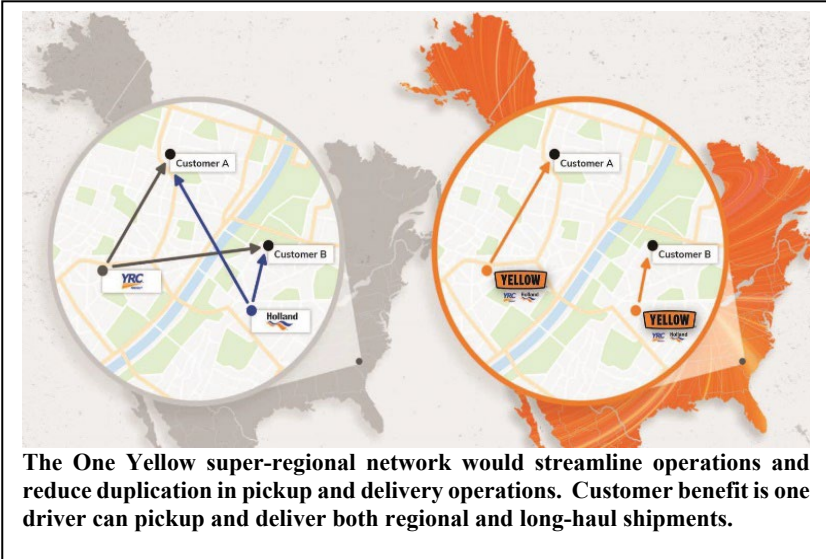 Customer A
Customer B
YRC
Holland
Customer A
Customer B
YELLOW
YRC Holland
YELLOW
YRC Holland
The One Yellow super-regional network would streamline operations and
reduce duplication in pickup and delivery operations. Customer benefit is one
driver can pickup and deliver both regional and long-haul shipments.